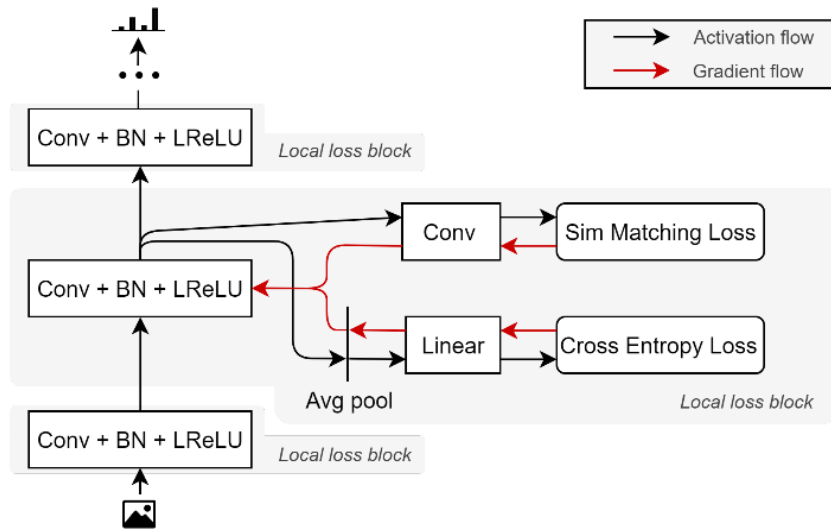 Activation flow
Gradient flow
Conv + BN + LReLU
Local loss block
Conv
Sim Matching Loss
Conv + BN + LReLU
Linear
Cross Entropy Loss
Avg pool
Local loss block
Conv + BN + LReLU
Local loss block